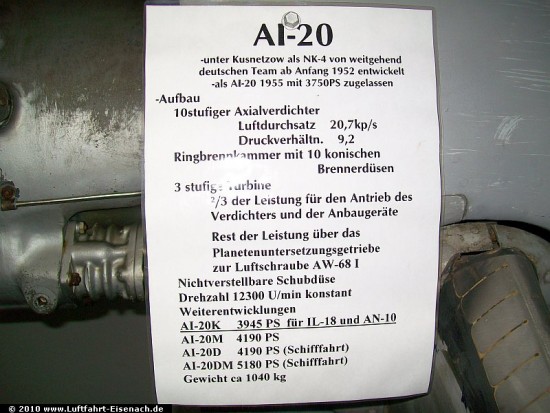 AI-20
-unter Kusnetzow als NK-4 von weitgehend
deutschen Team ab Anfang 1952 entwickelt
-als AI-20 1955 mit 3750PS zugelassen
-Aufbau
10stufiger Axialverdichter
Luftdurchsatz 20,7kp/s
Druckverhältn. 9,2
Ringbrennkammer mit 10 konischen
Brennerdüsen
3 stufige Turbine
²/3 der Leistung für den Antrieb des
Verdichters und der Anbaugeräte
Rest der Leistung über das
Planetenuntersetzungsgetriebe
zur Luftschraube AW-68 I
Nichtverstellbare Schubdüse
Drehzahl 12300 U/min konstant
Weiterentwicklungen
AI-20K 3945 PS für IL-18 und AN-10
AI-20M 4190 PS
AI-20D 4190 PS (Schifffahrt)
AI-20DM 5180 PS (Schifffahrt)
Gewicht ca 1040 kg
© 2010 www.Luftfahrt-Eisenach.de